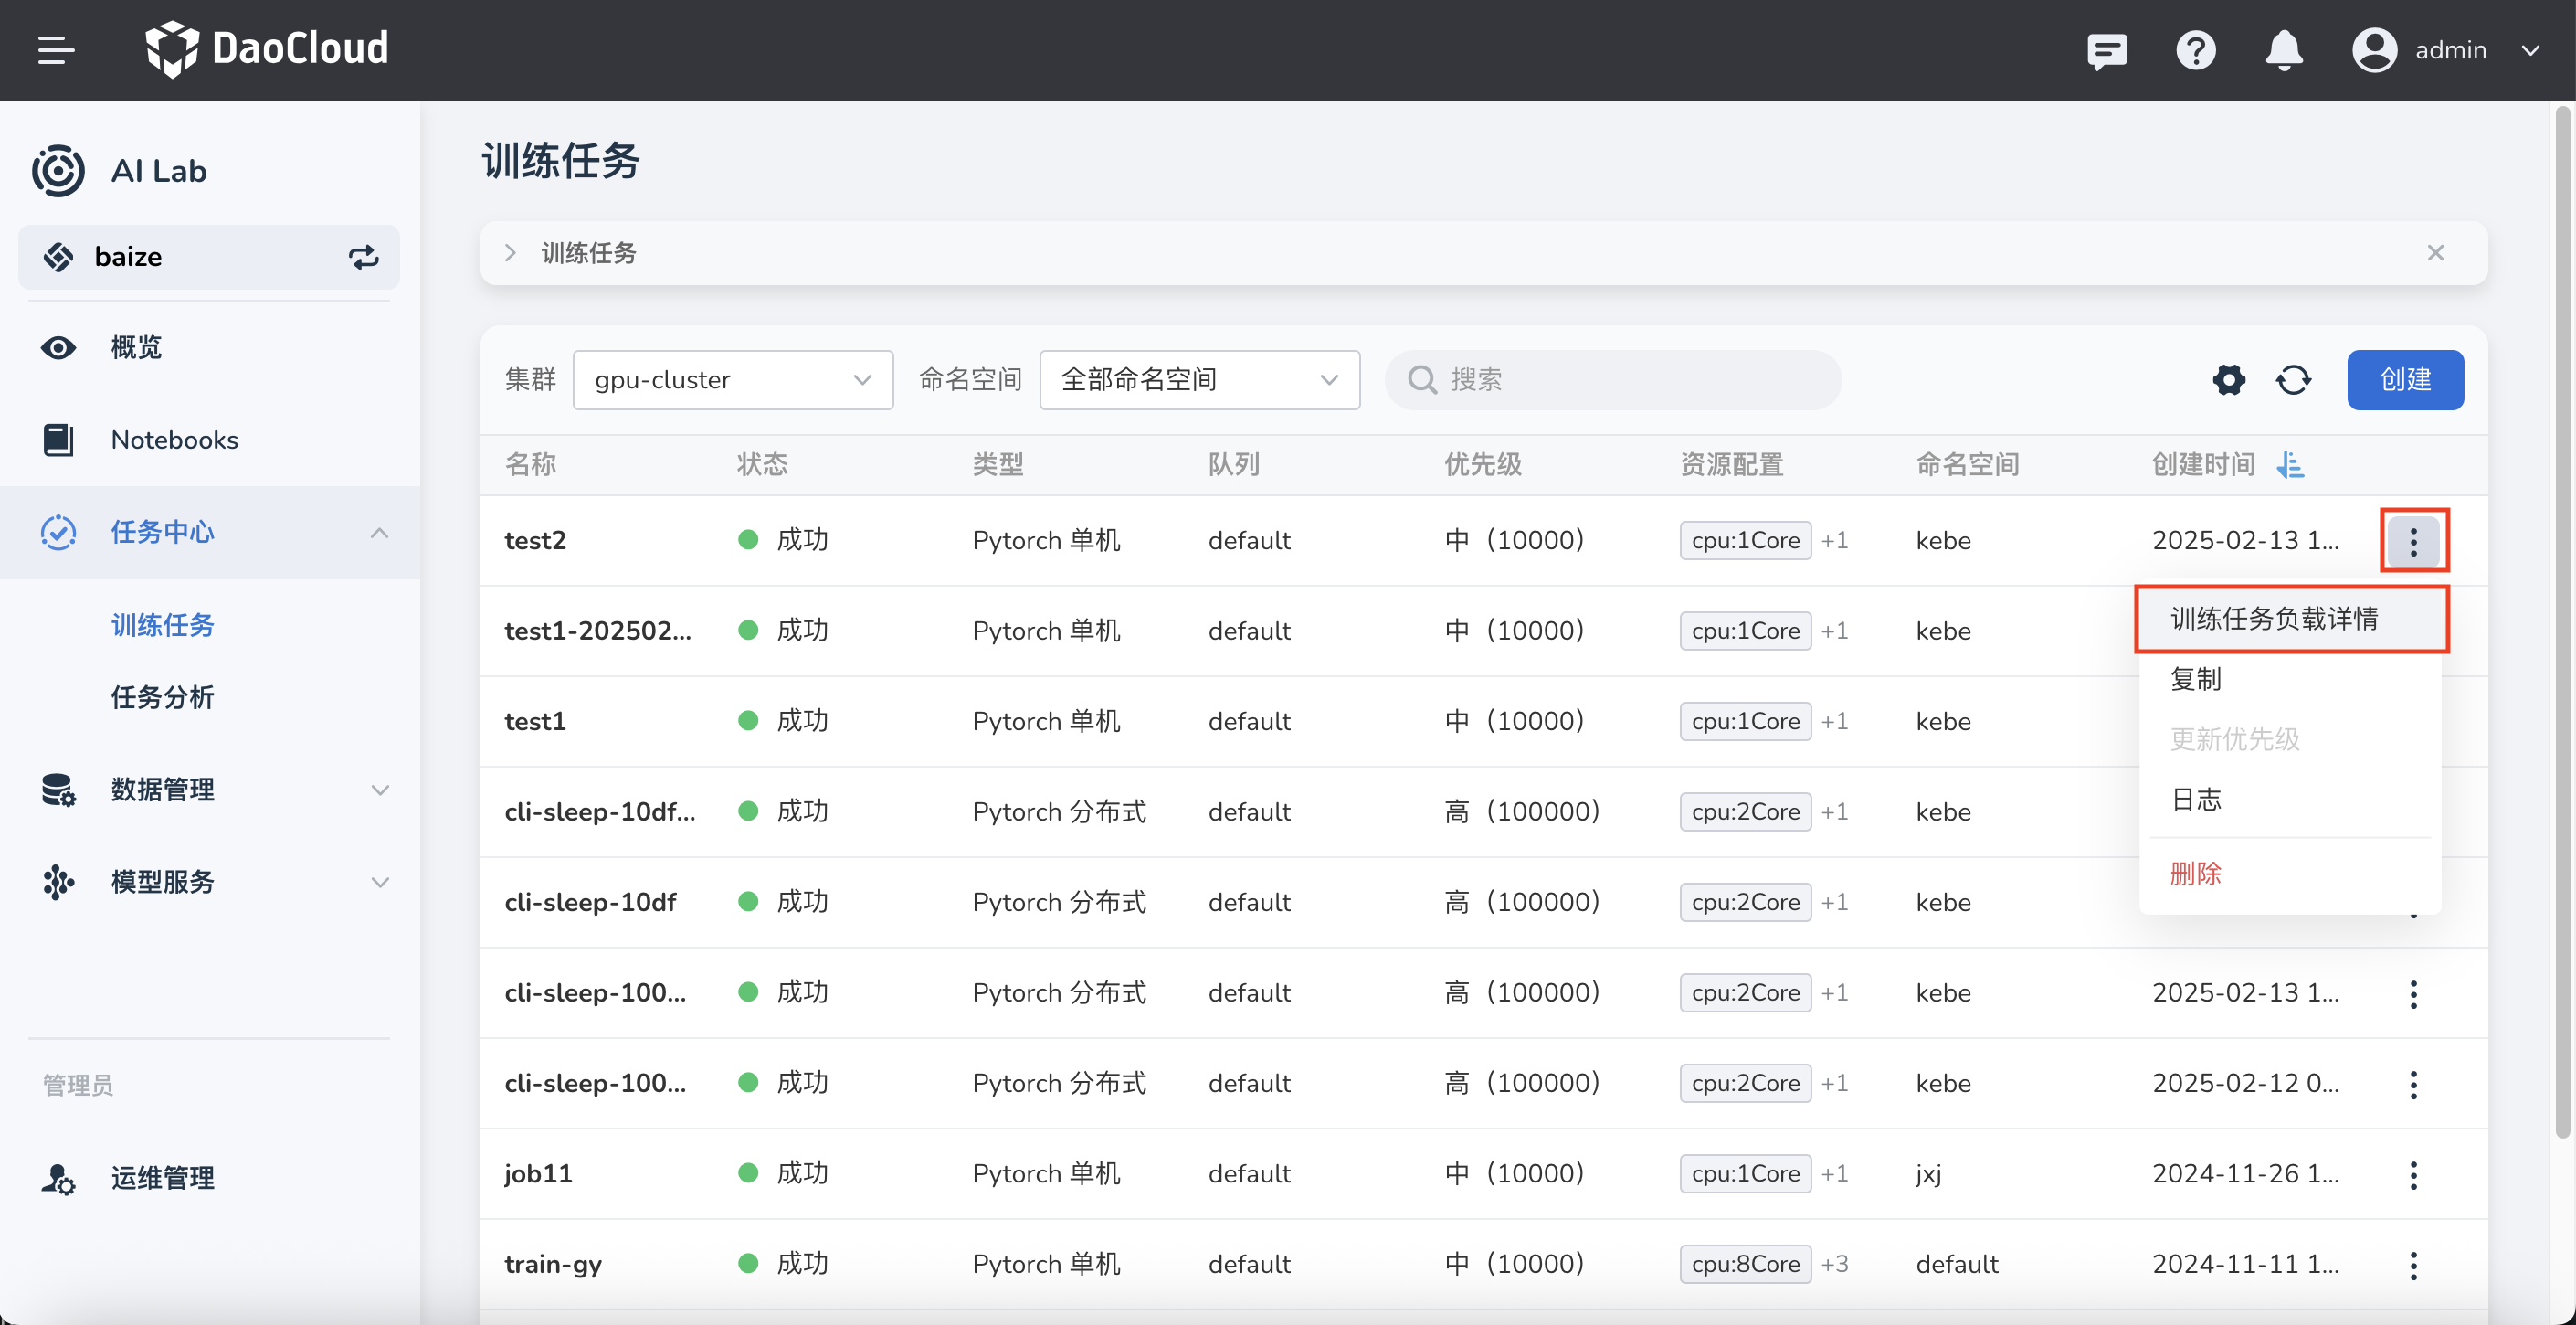 DaoCloud
admin
AI Lab
baize
概览
Notebooks
任务中心
训练任务
任务分析
数据管理
模型服务
管理员
运维管理
训练任务
训练任务
集群 gpu-cluster 命名空间 全部命名空间 搜索 创建
名称 状态 类型 队列 优先级 资源配置 命名空间 创建时间
test2 成功 Pytorch 单机 default 中（10000） cpu:1Core +1 kebe 2025-02-13 1...
test1-202502... 成功 Pytorch 单机 default 中（10000） cpu:1Core +1 kebe
test1 成功 Pytorch 单机 default 中（10000） cpu:1Core +1 kebe
cli-sleep-10df... 成功 Pytorch 分布式 default 高（100000） cpu:2Core +1 kebe
cli-sleep-10df 成功 Pytorch 分布式 default 高（100000） cpu:2Core +1 kebe
cli-sleep-100... 成功 Pytorch 分布式 default 高（100000） cpu:2Core +1 kebe 2025-02-13 1...
cli-sleep-100... 成功 Pytorch 分布式 default 高（100000） cpu:2Core +1 kebe 2025-02-12 0...
job11 成功 Pytorch 单机 default 中（10000） cpu:1Core +1 jxj 2024-11-26 1...
train-gy 成功 Pytorch 单机 default 中（10000） cpu:8Core +3 default 2024-11-11 1...
训练任务负载详情
复制
更新优先级
日志
删除